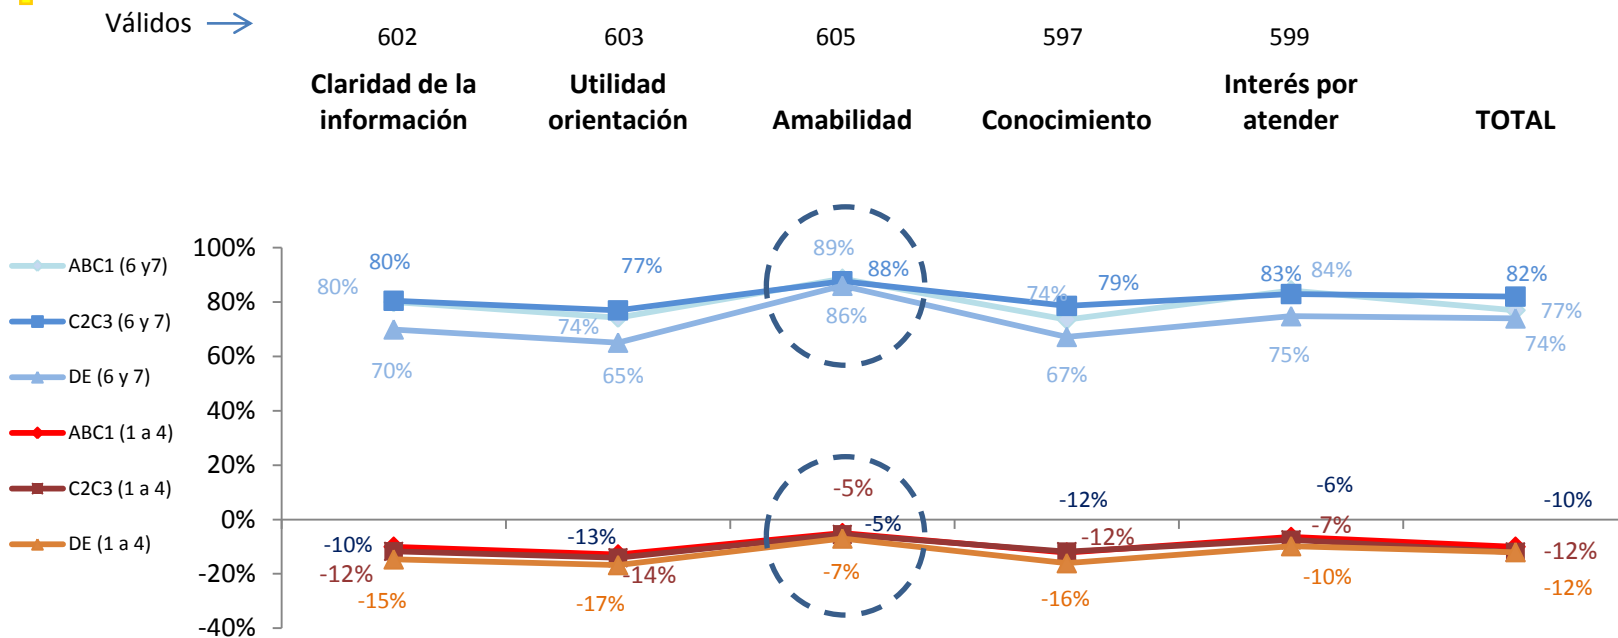 Válidos
602 603 605 597 599
Claridad de la Utilidad Interés por
información orientación Amabilidad Conocimiento atender TOTAL
100%
80%
60%
40%
20%
0%
-20%
-40%
ABC1 (6 y7)
C2C3 (6 y 7)
DE (6 y 7)
ABC1 (1 a 4)
C2C3 (1 a 4)
DE (1 a 4)
80% 77% 89% 88% 79% 83% 84% 82%
80% 74% 86% 74% 77%
70% 65% 67% 75% 74%
-10% -13% -5% -12% -6% -10%
-12% -14% -5% -12% -7% -12%
-15% -17% -7% -16% -10% -12%